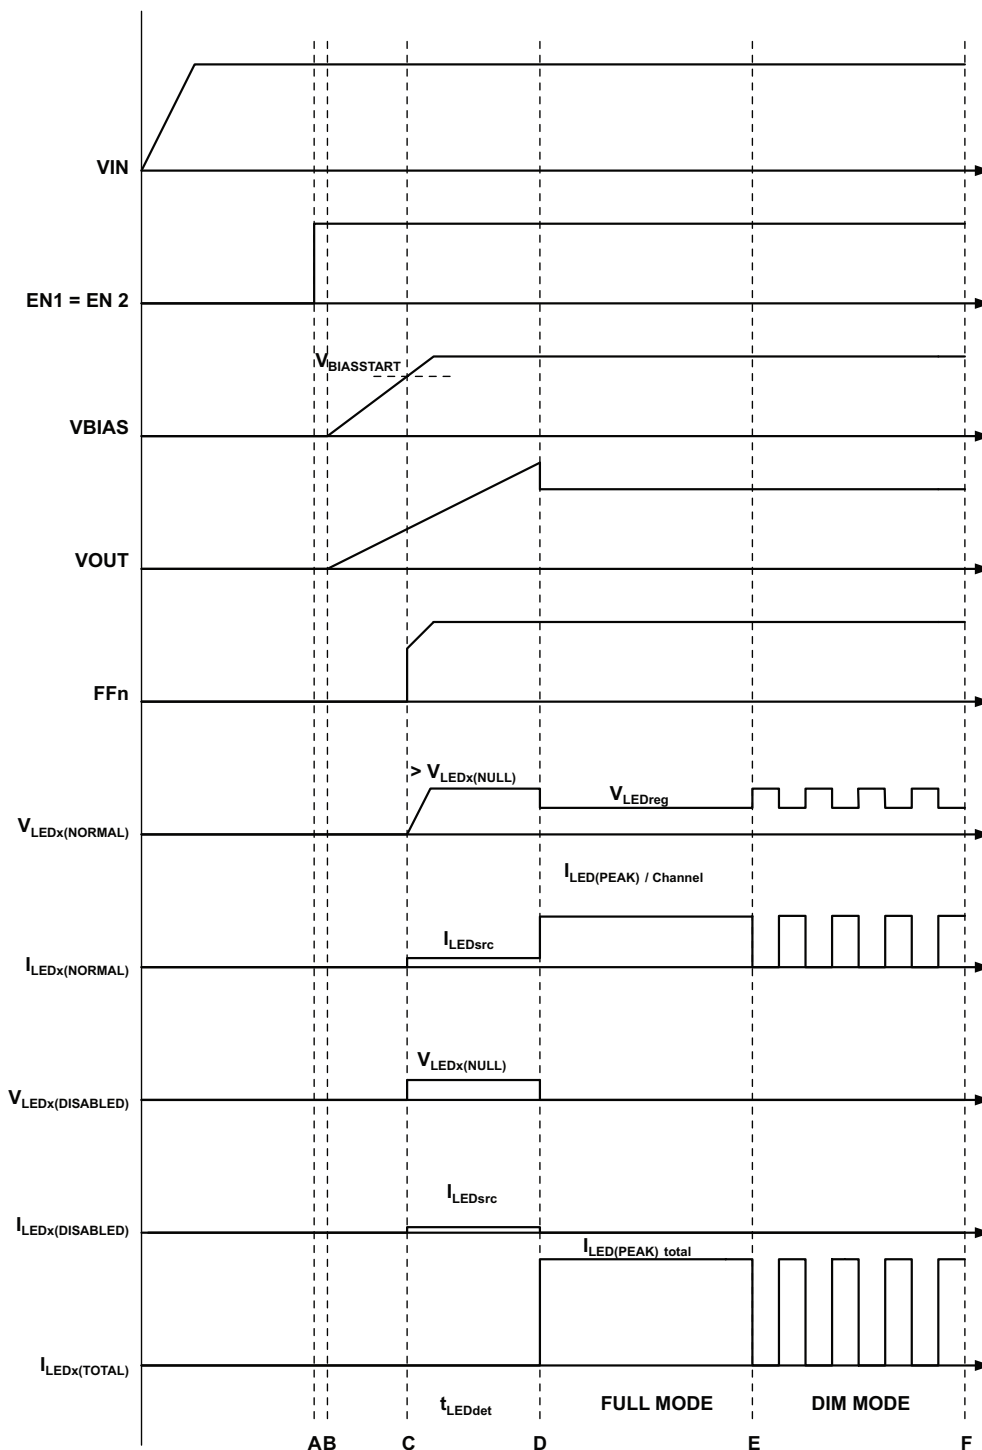 VIN
EN1 = EN 2
VBIASSTART
VBIAS
VOUT
FFn
> VLEDx(NULL)
VLEDreg
VLEDx(NORMAL)
ILED(PEAK) / Channel
ILEDsrc
ILEDx(NORMAL)
VLEDx(NULL)
VLEDx(DISABLED)
ILEDsrc
ILEDx(DISABLED)
ILED(PEAK) total
ILEDx(TOTAL)
tLEDdet FULL MODE DIM MODE
A B C D E F